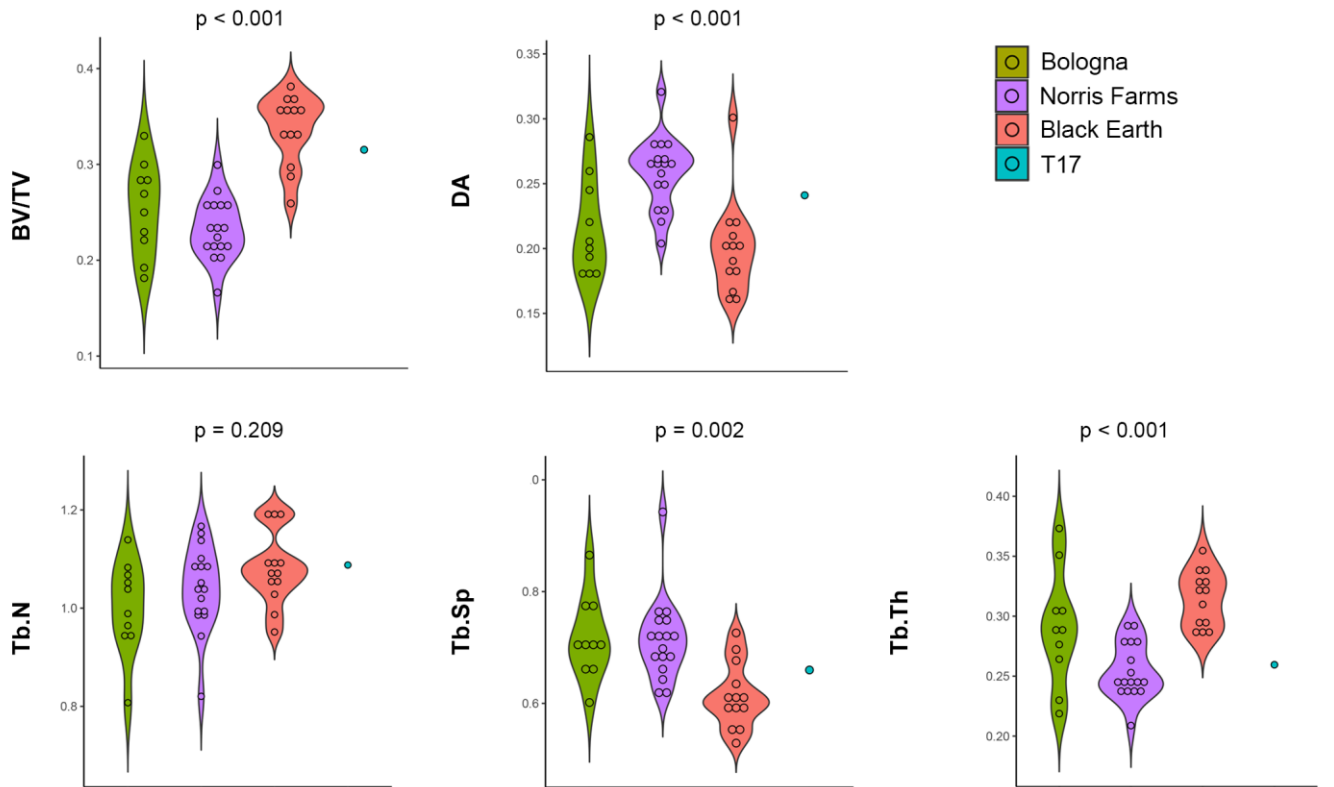 p < 0.001
BV/TV
0.4
0.3
0.2
0.1
p < 0.001
DA
0.35
0.30
0.25
0.20
0.15
Bologna
Norris Farms
Black Earth
T17
p = 0.209
Tb.N
1.2
1.0
0.8
p = 0.002
Tb.Sp
0
0.8
0.6
p < 0.001
Tb.Th
0.40
0.35
0.30
0.25
0.20